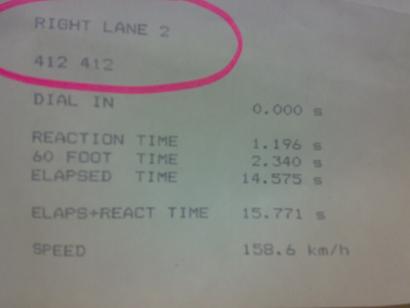 RIGHT LANE 2
412 412
DIAL IN 0.000 s
REACTION TIME 1.196 s
60 FOOT TIME 2.340 s
ELAPSED TIME 14.575 s
ELAPS+REACT TIME 15.771 s
SPEED 158.6 km/h